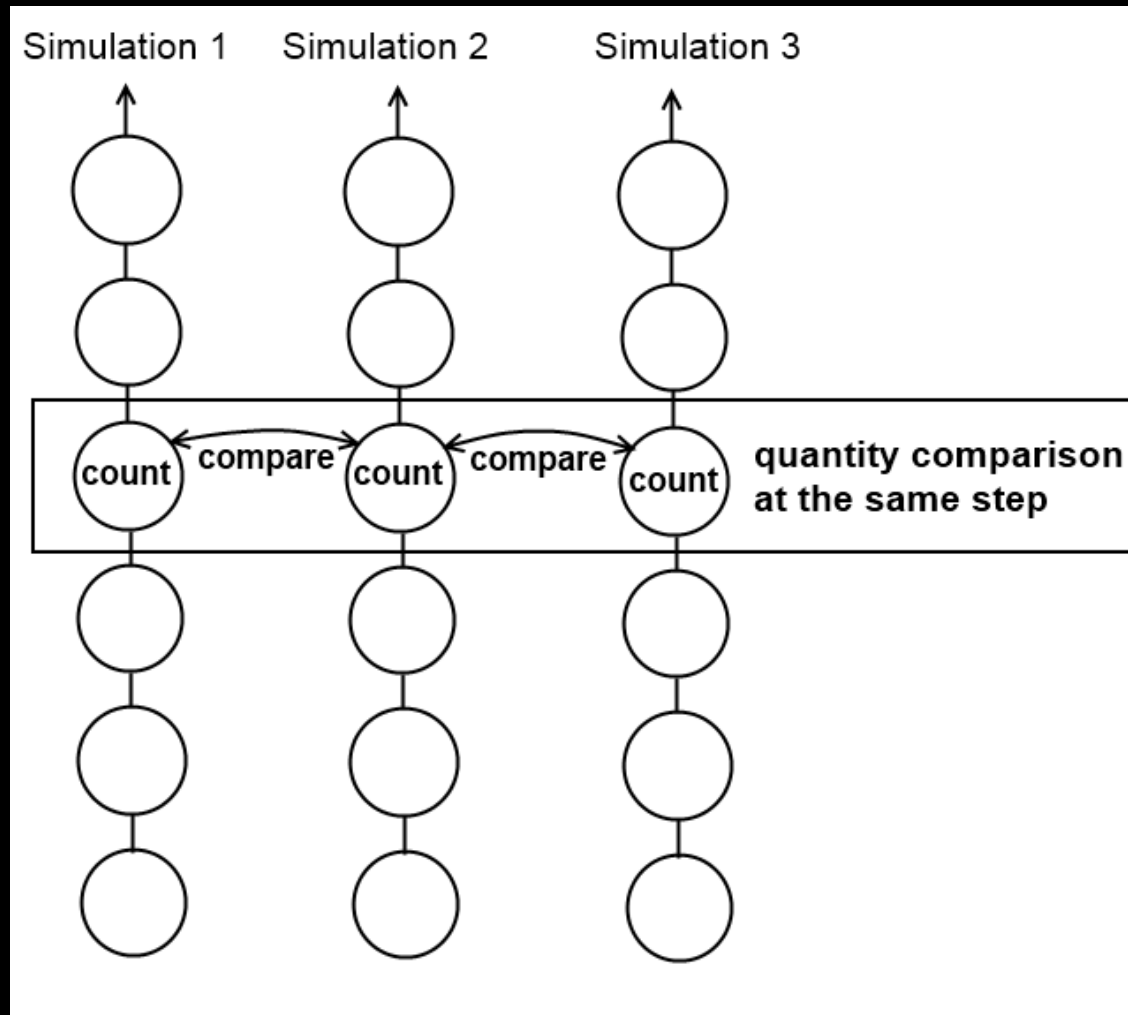 Simulation 1
Simulation 2
Simulation 3
count
compare
count
compare
count
quantity comparison
at the same step